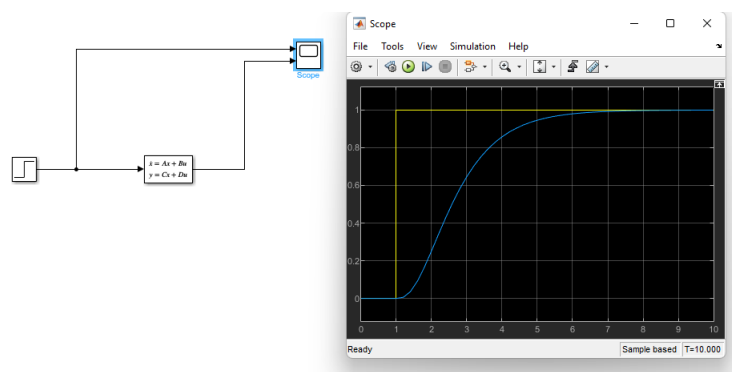 Scope
ẋ = Ax + Bu
y = Cx + Du
Scope
File Tools View Simulation Help
1
0.8
0.6
0.4
0.2
0
0 1 2 3 4 5 6 7 8 9 10
Ready Sample based T=10.000